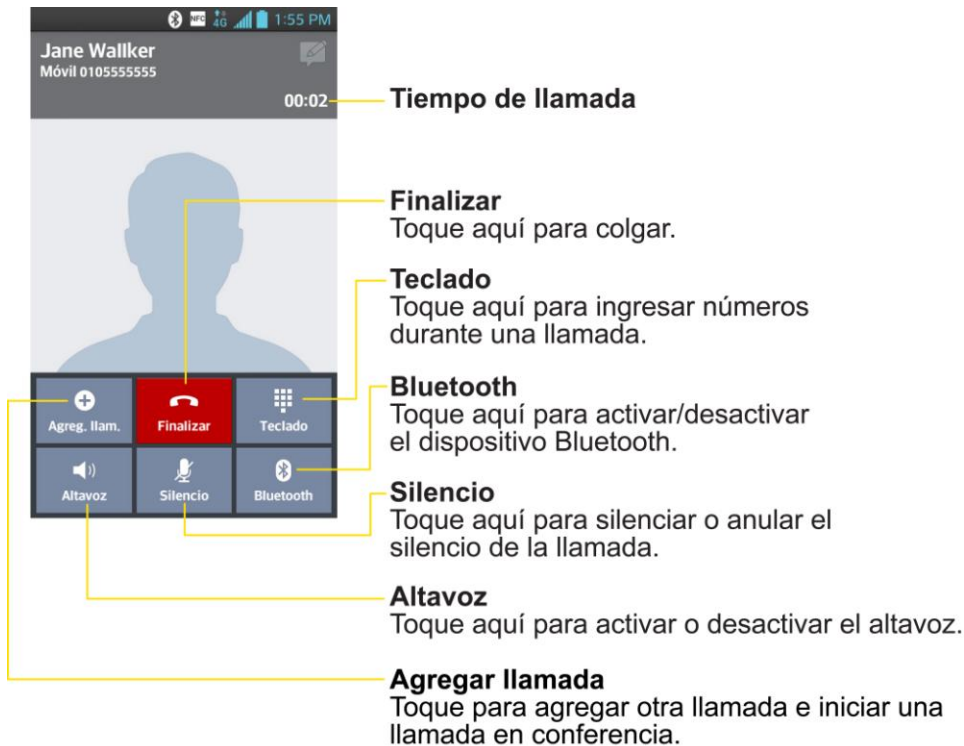 NFC 4G 1:55 PM
Jane Wallker
Móvil 0105555555
00:02
Tiempo de llamada
Finalizar
Toque aquí para colgar.
Teclado
Toque aquí para ingresar números
durante una llamada.
Bluetooth
Toque aquí para activar/desactivar
el dispositivo Bluetooth.
Silencio
Toque aquí para silenciar o anular el
silencio de la llamada.
Altavoz
Toque aquí para activar o desactivar el altavoz.
Agregar llamada
Toque para agregar otra llamada e iniciar una
llamada en conferencia.
Agreg. llam. Finalizar Teclado
Altavoz Silencio Bluetooth